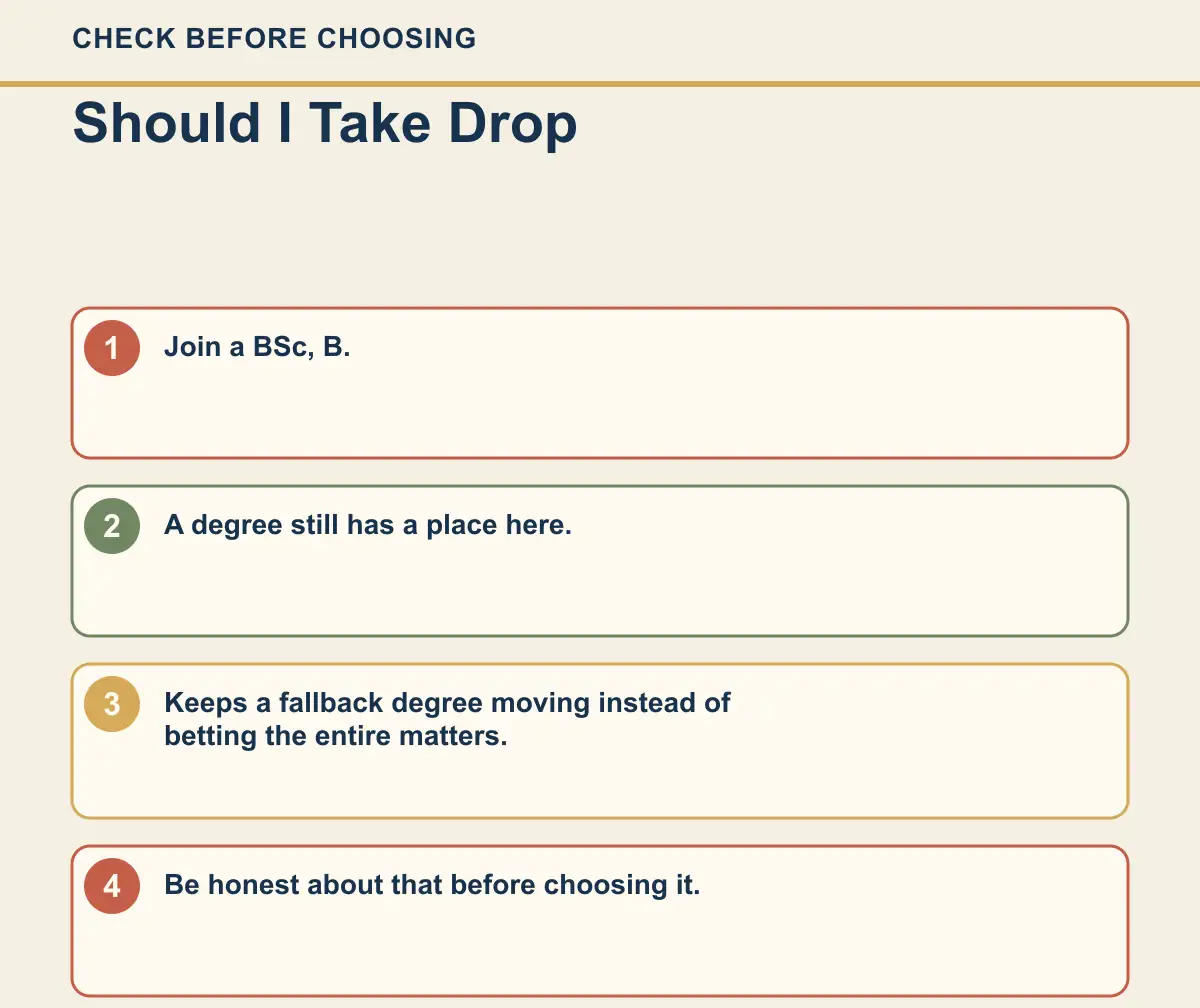 CHECK BEFORE CHOOSING
Should I Take Drop
1
Join a BSc, B.
2
A degree still has a place here.
3
Keeps a fallback degree moving instead of
betting the entire matters.
4
Be honest about that before choosing it.